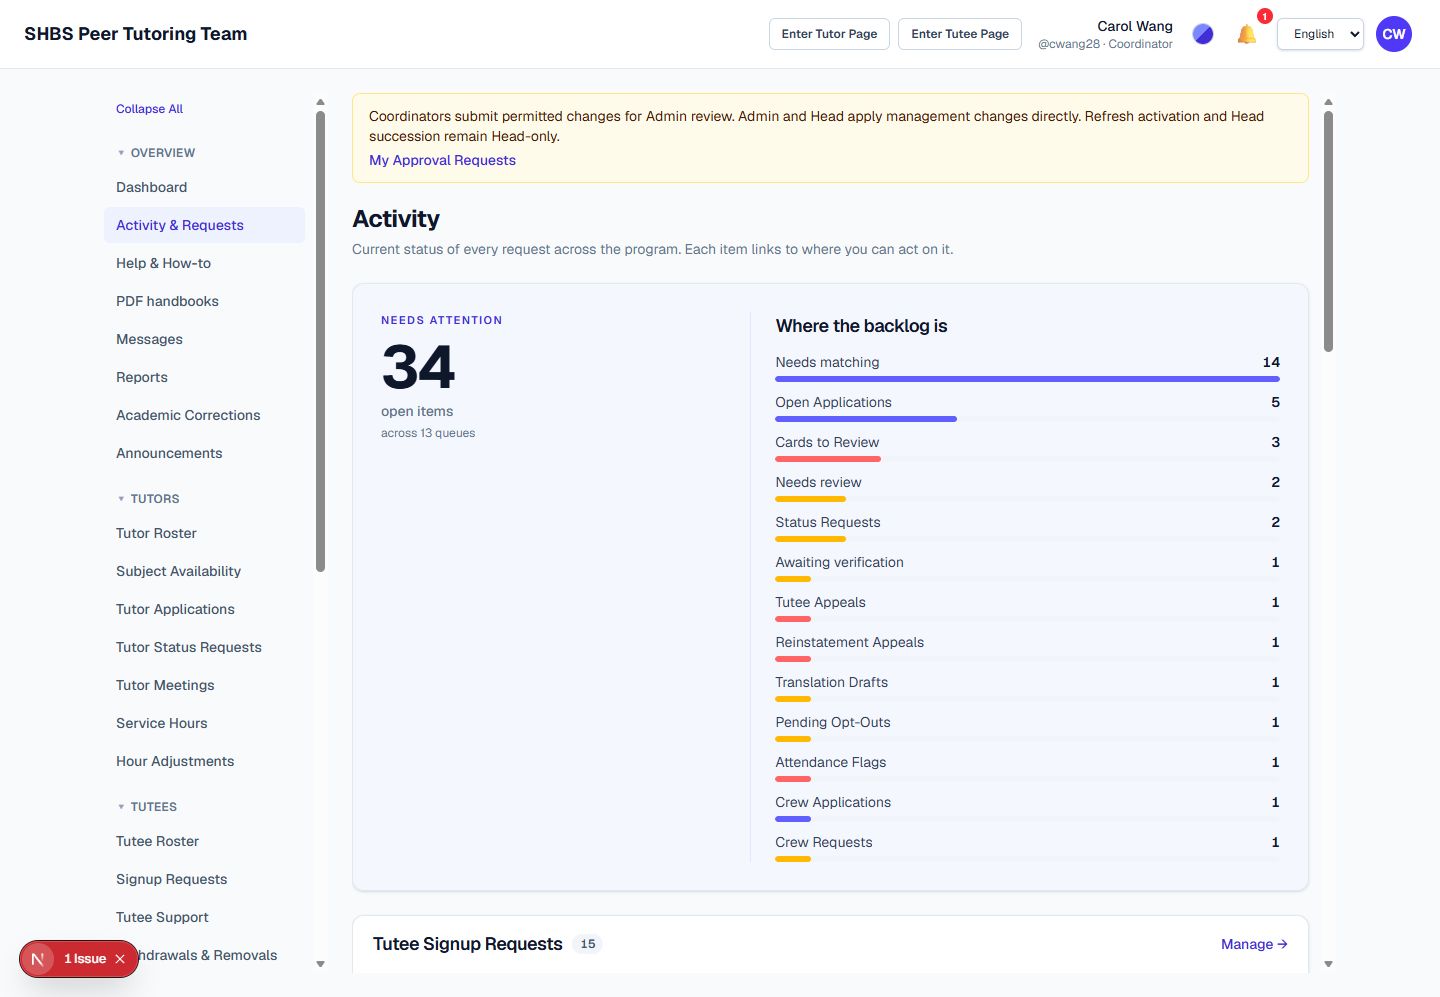 SHBS Peer Tutoring Team
Enter Tutor Page
Enter Tutee Page
Carol Wang
@cwang28 · Coordinator
1
English
CW
Collapse All
OVERVIEW
Dashboard
Activity & Requests
Help & How-to
PDF handbooks
Messages
Reports
Academic Corrections
Announcements
TUTORS
Tutor Roster
Subject Availability
Tutor Applications
Tutor Status Requests
Tutor Meetings
Service Hours
Hour Adjustments
TUTEES
Tutee Roster
Signup Requests
Tutee Support
hdrawals & Removals
N
1 Issue
Coordinators submit permitted changes for Admin review. Admin and Head apply management changes directly. Refresh activation and Head
succession remain Head-only.
My Approval Requests
Activity
Current status of every request across the program. Each item links to where you can act on it.
NEEDS ATTENTION
34
open items
across 13 queues
Where the backlog is
Needs matching 14
Open Applications 5
Cards to Review 3
Needs review 2
Status Requests 2
Awaiting verification 1
Tutee Appeals 1
Reinstatement Appeals 1
Translation Drafts 1
Pending Opt-Outs 1
Attendance Flags 1
Crew Applications 1
Crew Requests 1
Tutee Signup Requests 15
Manage →